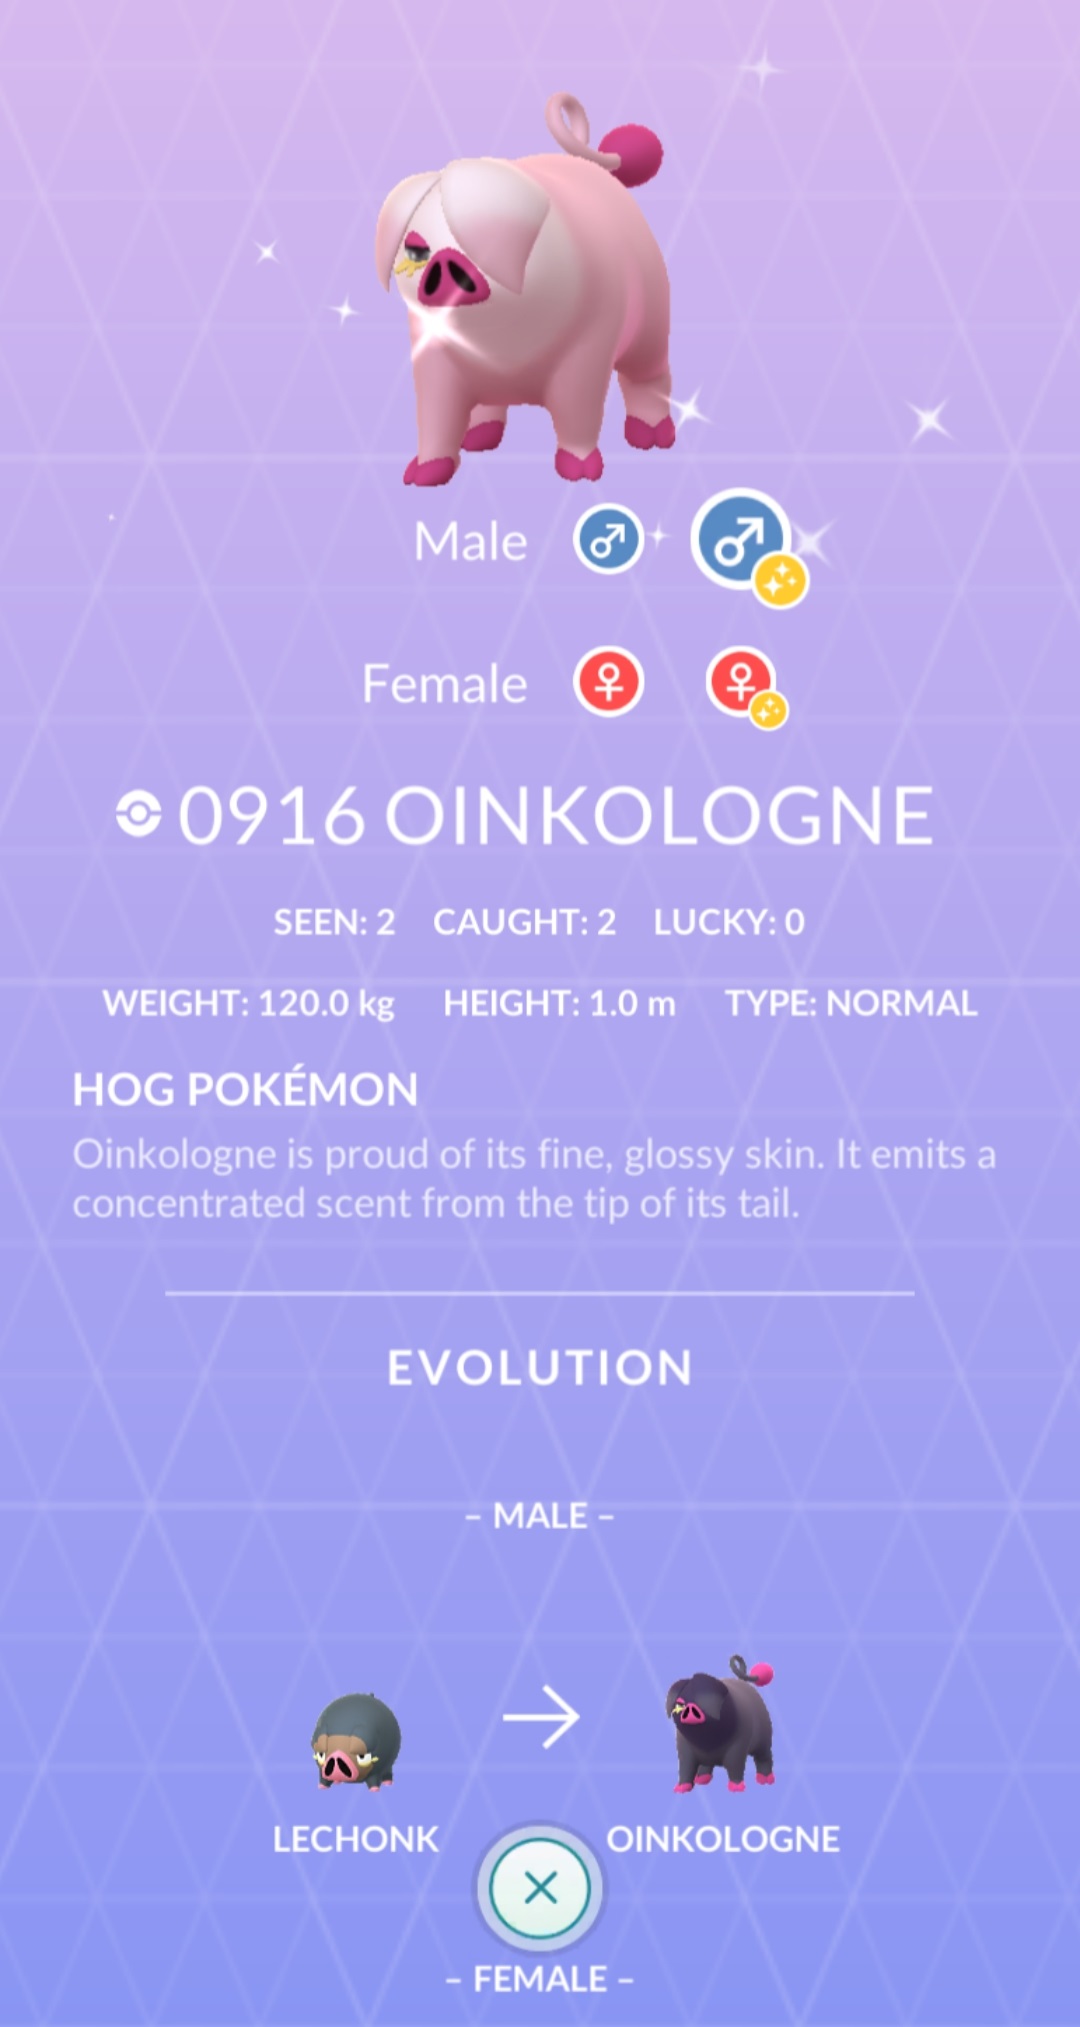 Male
Female
0916 OINKOLOGNE
SEEN: 2 CAUGHT: 2 LUCKY: 0
WEIGHT: 120.0 kg HEIGHT: 1.0 m TYPE: NORMAL
HOG POKÉMON
Oinkologne is proud of its fine, glossy skin. It emits a
concentrated scent from the tip of its tail.
EVOLUTION
– MALE –
LECHONK OINKOLOGNE
– FEMALE –